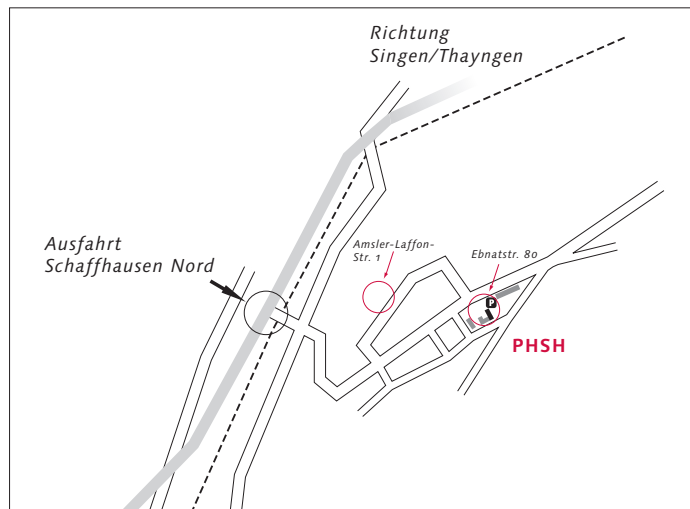 Richtung
Singen/Thayngen
Ausfahrt
Schaffhausen Nord
Amsler-Laffon-
Str. 1
Ebnatstr. 80
P
PHSH